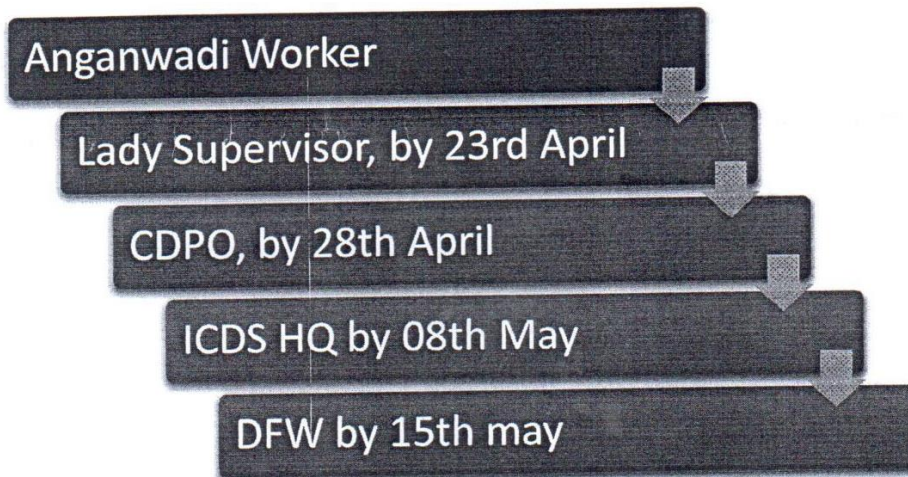 Anganwadi Worker
Lady Supervisor, by 23rd April
CDPO, by 28th April
ICDS HQ by 08th May
DFW by 15th may